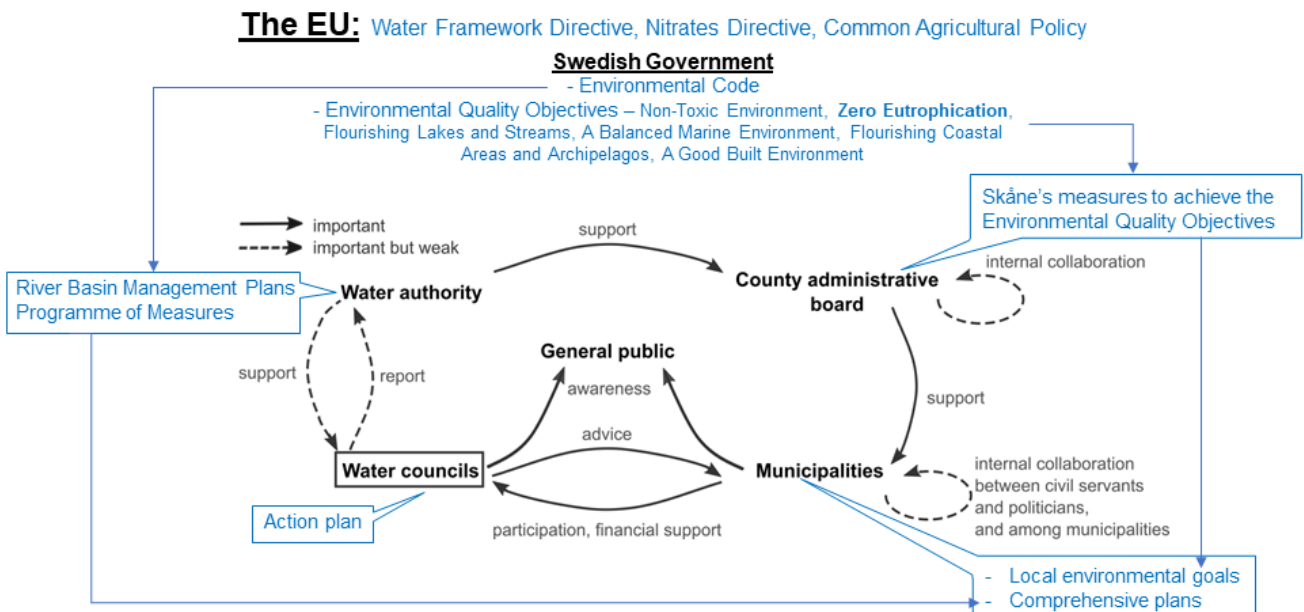 The EU: Water Framework Directive, Nitrates Directive, Common Agricultural Policy
Swedish Government
- Environmental Code
- Environmental Quality Objectives – Non-Toxic Environment, Zero Eutrophication,
Flourishing Lakes and Streams, A Balanced Marine Environment, Flourishing Coastal
Areas and Archipelagos, A Good Built Environment
Skåne's measures to achieve the
Environmental Quality Objectives
important
important but weak
support
internal collaboration
River Basin Management Plans
Programme of Measures
Water authority
County administrative
board
General public
support
report
awareness
support
advice
Water councils
Municipalities
internal collaboration
between civil servants
and politicians,
and among municipalities
Action plan
participation, financial support
- Local environmental goals
- Comprehensive plans